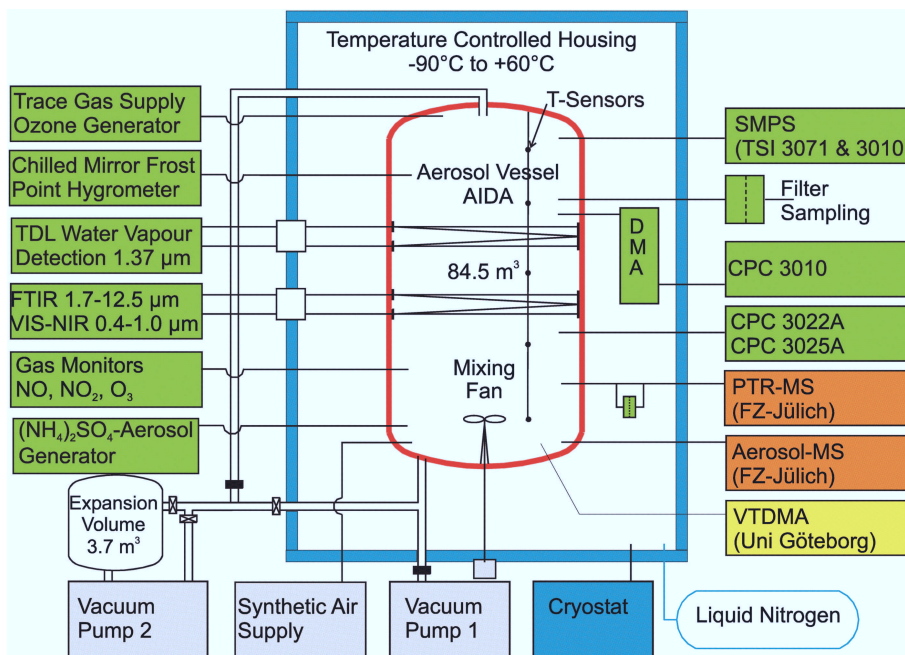 Temperature Controlled Housing
-90°C to +60°C
Trace Gas Supply
Ozone Generator
Chilled Mirror Frost
Point Hygrometer
TDL Water Vapour
Detection 1.37 µm
FTIR 1.7-12.5 µm
VIS-NIR 0.4-1.0 µm
Gas Monitors
NO, NO₂, O₃
(NH₄)₂SO₄-Aerosol
Generator
Expansion
Volume
3.7 m³
Vacuum
Pump 2
Synthetic Air
Supply
Vacuum
Pump 1
Cryostat
Liquid Nitrogen
T-Sensors
Aerosol Vessel
AIDA
84.5 m³
Mixing
Fan
SMPS
(TSI 3071 & 3010)
Filter
Sampling
DMA
CPC 3010
CPC 3022A
CPC 3025A
PTR-MS
(FZ-Jülich)
Aerosol-MS
(FZ-Jülich)
VTDMA
(Uni Göteborg)